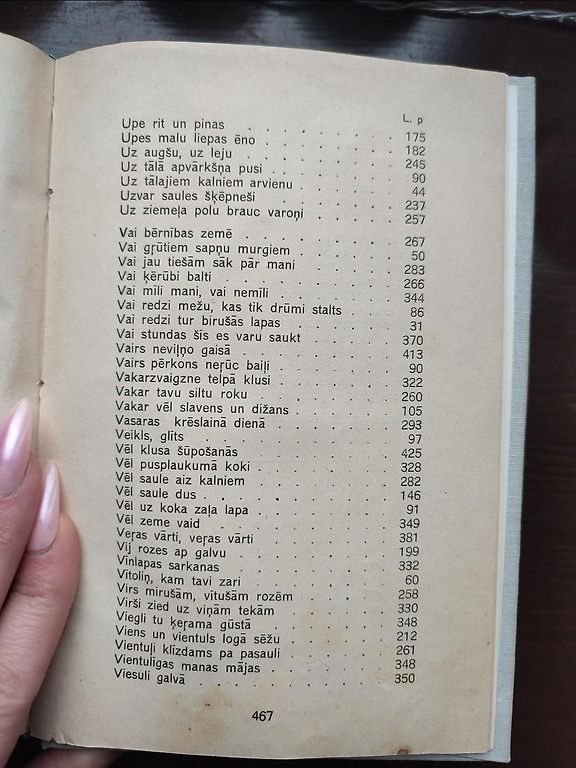 L. p
Upe rit un pinas . . . . . . . 175
Upes malu liepas ēno . . . . . . 182
Uz augšu, uz leju . . . . . . . 245
Uz tālā apvārkšņa pusi . . . . . . 90
Uz tālajiem kalniem arvienu . . . . . 44
Uzvar saules šķēpneši . . . . . . 237
Uz ziemeļa polu brauc varoņi . . . . . 257
Vai bērnības zemē . . . . . . . 267
Vai gŗūtiem sapņu murgiem . . . . . 50
Vai jau tiešām sāk pār mani . . . . . 283
Vai ķērūbi balti . . . . . . . 266
Vai mīli mani, vai nemīli . . . . . . 344
Vai redzi mežu, kas tik drūmi stalts . . . 86
Vai redzi tur birušās lapas . . . . . 31
Vai stundas šīs es varu saukt . . . . . 370
Vairs neviļņo gaisā . . . . . . . 413
Vairs pērkons nerūc baiļi . . . . . . 90
Vakarzvaigzne telpā klusi . . . . . . 322
Vakar tavu siltu roku . . . . . . 260
Vakar vēl slavens un dižans . . . . . 105
Vasaras krēslainā dienā . . . . . . 293
Veikls, glīts . . . . . . . . 97
Vēl klusa šūpošanās . . . . . . . 425
Vēl pusplaukumā koki . . . . . . 328
Vēl saule aiz kalniem . . . . . . 282
Vēl saule dus . . . . . . . . 146
Vēl uz koka zaļa lapa . . . . . . 91
Vēl zeme vaid . . . . . . . . 349
Veŗas vārti, veŗas vārti . . . . . . 381
Vij rozes ap galvu . . . . . . . 199
Vīnlapas sarkanas . . . . . . . 332
Vītoliņ, kam tavi zari . . . . . . 60
Virs mirušām, vītušām rozēm . . . . . 258
Virši zied uz viņām tekām . . . . . . 330
Viegli tu ķeŗama gūstā . . . . . . 348
Viens un vientuls logā sēžu . . . . . 212
Vientuļi klīzdams pa pasauli . . . . . 261
Vientulīgas manas mājas . . . . . . 348
Viesuli galvā . . . . . . . . 350
467